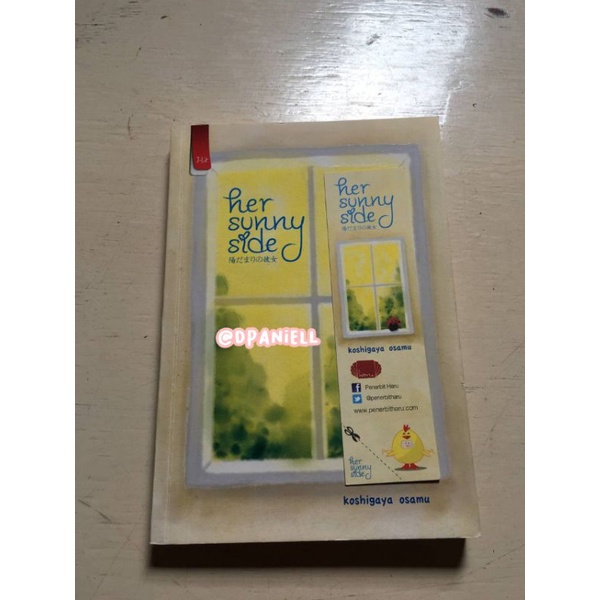 J-Lit
her
sunny
side
陽だまりの彼女
@DPANiELL
koshigaya osamu
her
sunny
side
陽だまりの彼女
koshigaya osamu
Penerbit Haru
@penerbitharu
www.penerbitharu.com
her
sunny
side